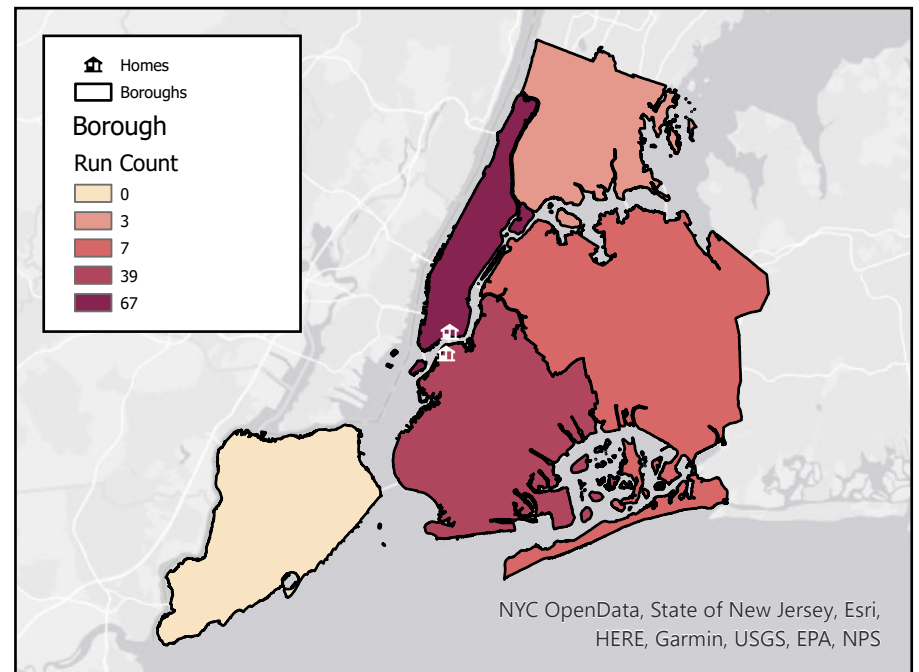 Homes
Boroughs
Borough
Run Count
0
3
7
39
67
NYC OpenData, State of New Jersey, Esri,
HERE, Garmin, USGS, EPA, NPS